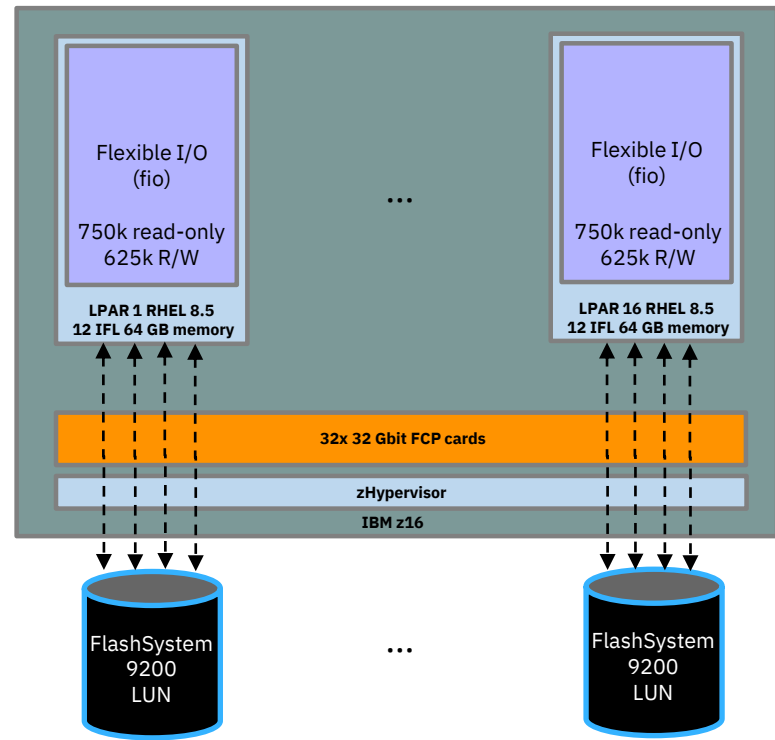 Flexible I/O
(fio)
750k read-only
625k R/W
LPAR 1 RHEL 8.5
12 IFL 64 GB memory
...
Flexible I/O
(fio)
750k read-only
625k R/W
LPAR 16 RHEL 8.5
12 IFL 64 GB memory
32x 32 Gbit FCP cards
zHypervisor
IBM z16
FlashSystem
9200
LUN
...
FlashSystem
9200
LUN